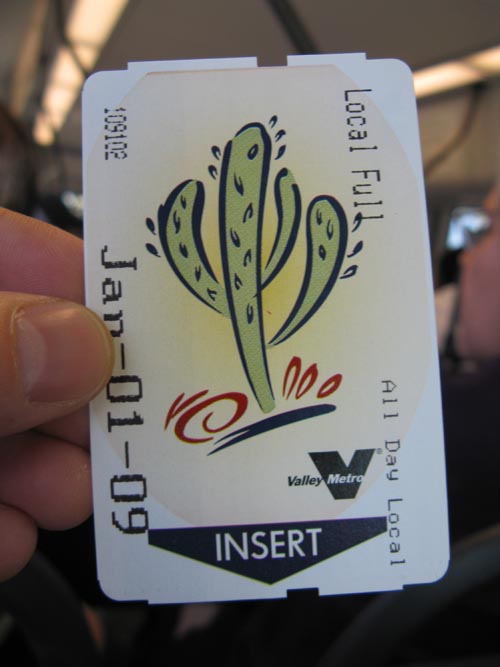 109102
Local Full
Jan-01-09
All Day Local
Valley Metro®
INSERT